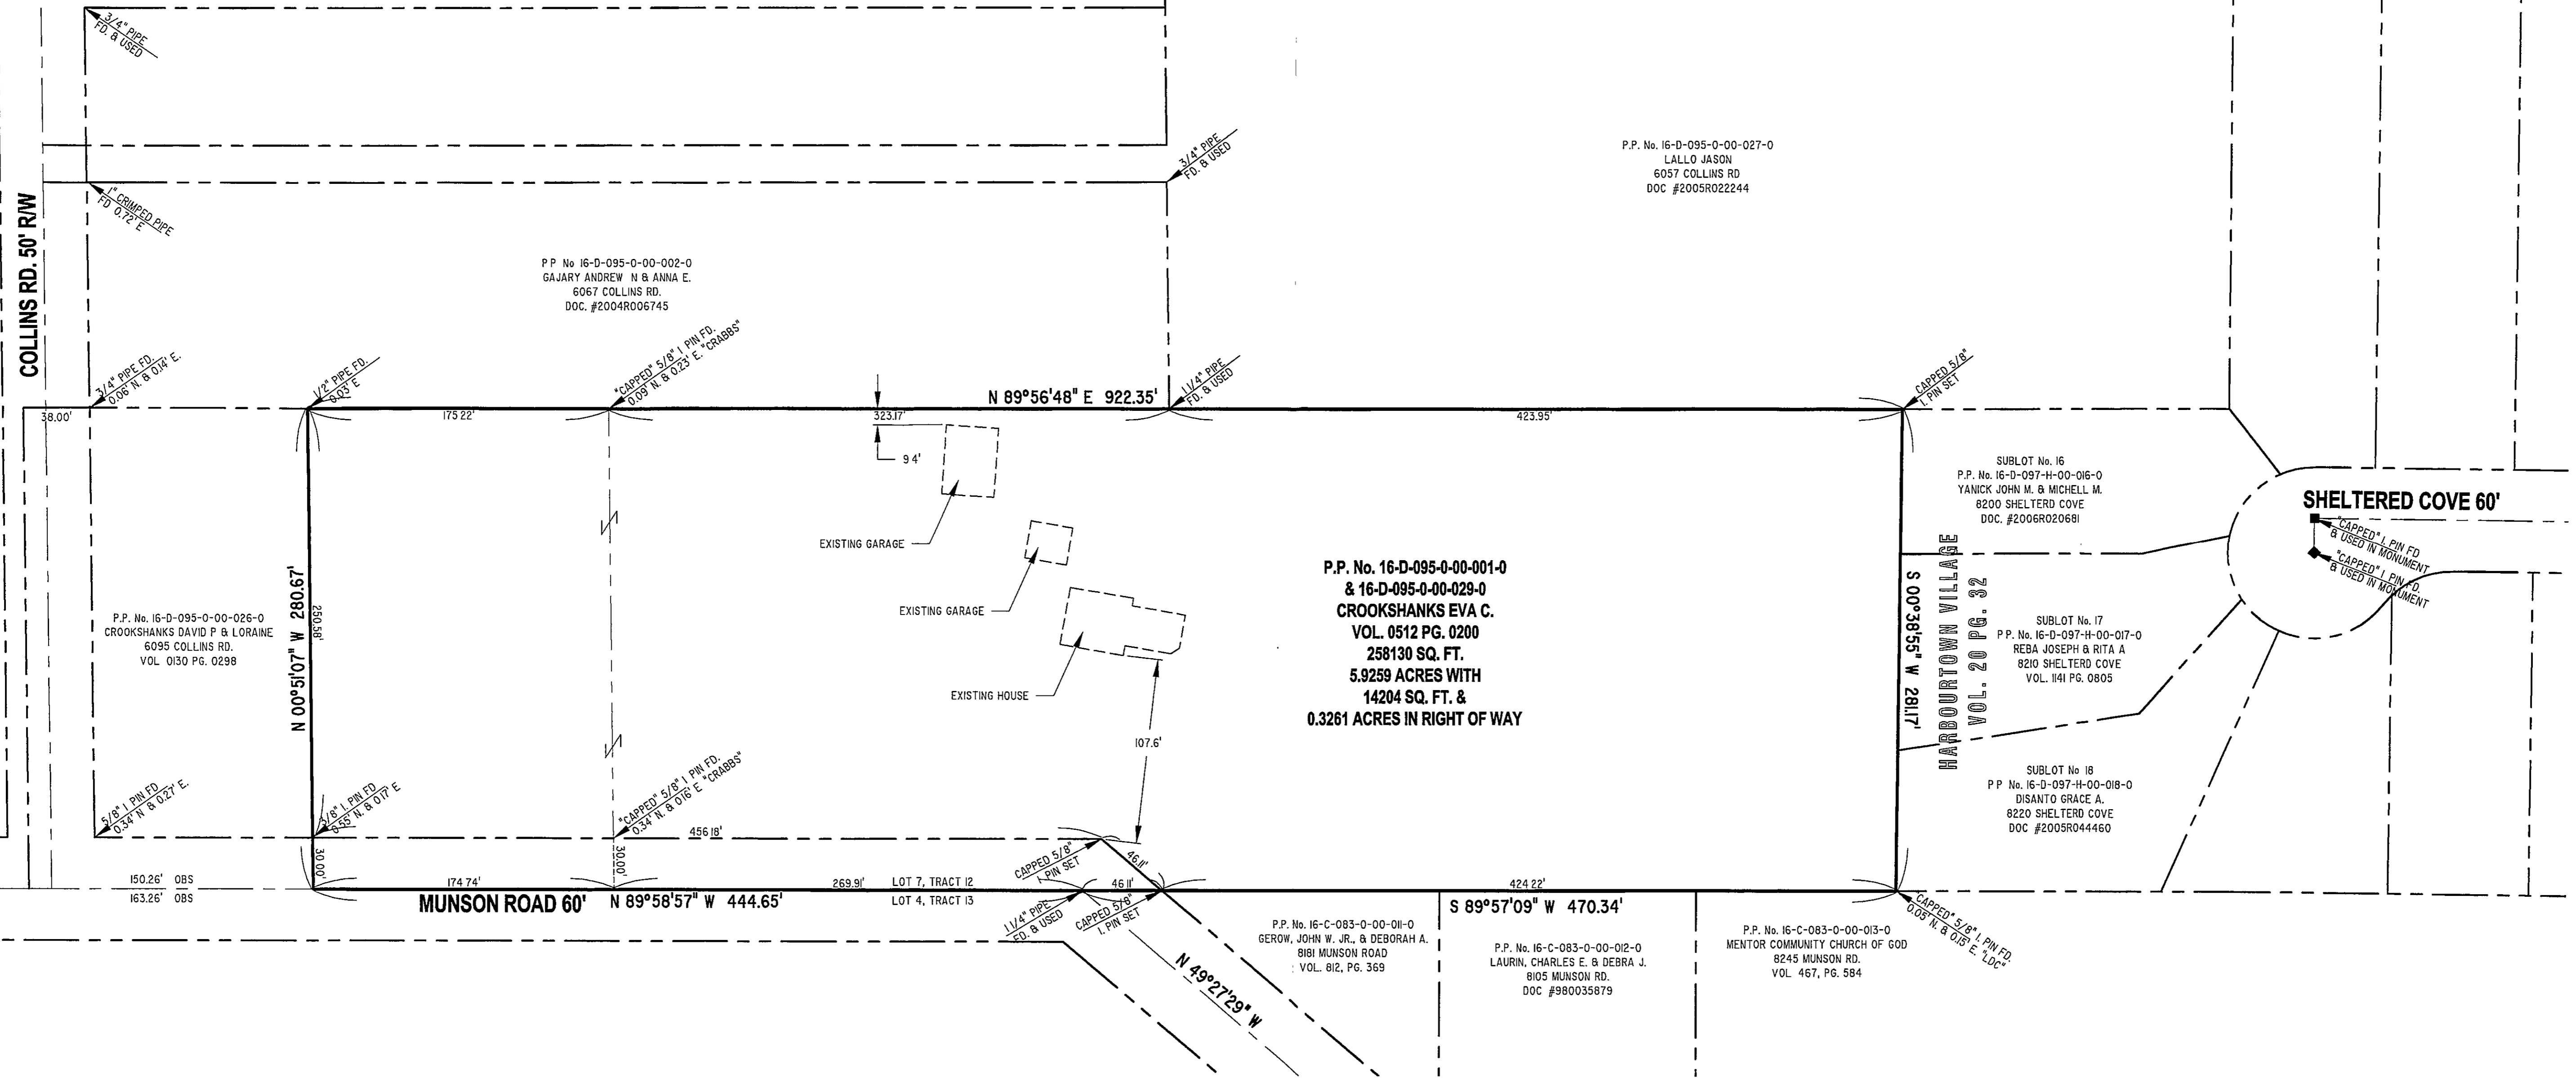 3/4" PIPE
FD. & USED
1" CRIMPED PIPE
FD 0.72' E
COLLINS RD. 50' R/W
3/4" PIPE
FD. & USED
P.P. No. 16-D-095-0-00-027-0
LALLO JASON
6057 COLLINS RD
DOC #2005R022244
P P No 16-D-095-0-00-002-0
GAJARY ANDREW N & ANNA E.
6067 COLLINS RD.
DOC. #2004R006745
3/4" PIPE FD.
0.06' N. & 0.14' E.
1/2" PIPE FD.
0.03' E
"CAPPED" 5/8" I. PIN FD.
0.09' N. & 0.23' E. "CRABBS"
1 1/4" PIPE
FD. & USED
CAPPED 5/8"
I. PIN SET
N 89°56'48" E 922.35'
38.00'
175 22'
323.17'
423.95'
9 4'
EXISTING GARAGE
EXISTING GARAGE
EXISTING HOUSE
107.6'
N 00°51'07" W 280.67'
250.58'
P.P. No. 16-D-095-0-00-026-0
CROOKSHANKS DAVID P & LORAINE
6095 COLLINS RD.
VOL 0130 PG. 0298
P.P. No. 16-D-095-0-00-001-0
& 16-D-095-0-00-029-0
CROOKSHANKS EVA C.
VOL. 0512 PG. 0200
258130 SQ. FT.
5.9259 ACRES WITH
14204 SQ. FT. &
0.3261 ACRES IN RIGHT OF WAY
S 00°38'55" W 281.17'
HARBOURTOWN VILLAGE
VOL. 20 PG. 32
SUBLOT No. 16
P.P. No. 16-D-097-H-00-016-0
YANICK JOHN M. & MICHELL M.
8200 SHELTERD COVE
DOC. #2006R020681
SHELTERED COVE 60'
"CAPPED" I. PIN FD
& USED IN MONUMENT
"CAPPED" I. PIN FD.
& USED IN MONUMENT
SUBLOT No. 17
P P. No. 16-D-097-H-00-017-0
REBA JOSEPH & RITA A
8210 SHELTERD COVE
VOL. 1141 PG. 0805
SUBLOT No 18
P P No. 16-D-097-H-00-018-0
DISANTO GRACE A.
8220 SHELTERD COVE
DOC #2005R044460
5/8" I. PIN FD
0.34' N & 0.27' E.
5/8" I. PIN FD
0.55' N. & 0.17' E
"CAPPED" 5/8" I PIN FD.
0.34' N. & 0.16' E "CRABBS"
456 18'
30.00'
30.00'
CAPPED 5/8"
I. PIN SET
46.11'
150.26' OBS
163.26' OBS
174 74'
269.91'
LOT 7, TRACT 12
LOT 4, TRACT 13
46 11'
424 22'
MUNSON ROAD 60'
N 89°58'57" W 444.65'
S 89°57'09" W 470.34'
1 1/4" PIPE
FD. & USED
CAPPED 5/8"
I. PIN SET
N 49°27'29" W
P.P. No. 16-C-083-0-00-011-0
GEROW, JOHN W. JR., & DEBORAH A.
8181 MUNSON ROAD
VOL. 812, PG. 369
P.P. No. 16-C-083-0-00-012-0
LAURIN, CHARLES E. & DEBRA J.
8105 MUNSON RD.
DOC #980035879
P.P. No. 16-C-083-0-00-013-0
MENTOR COMMUNITY CHURCH OF GOD
8245 MUNSON RD.
VOL 467, PG. 584
"CAPPED" 5/8" I. PIN FD.
0.05' N. & 0.15' E. "LDC"